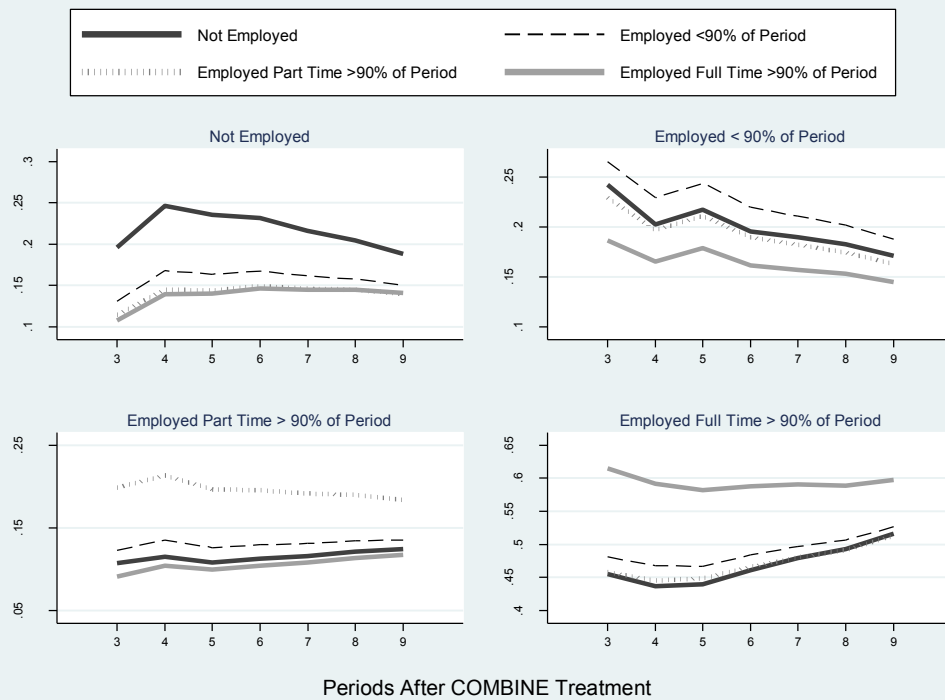 Not Employed
Employed <90% of Period
Employed Part Time >90% of Period
Employed Full Time >90% of Period
Not Employed
.3
.25
.2
.15
.1
3 4 5 6 7 8 9
Employed < 90% of Period
.25
.2
.15
.1
3 4 5 6 7 8 9
Employed Part Time > 90% of Period
.25
.15
.05
3 4 5 6 7 8 9
Employed Full Time > 90% of Period
.65
.6
.55
.5
.45
.4
3 4 5 6 7 8 9
Periods After COMBINE Treatment